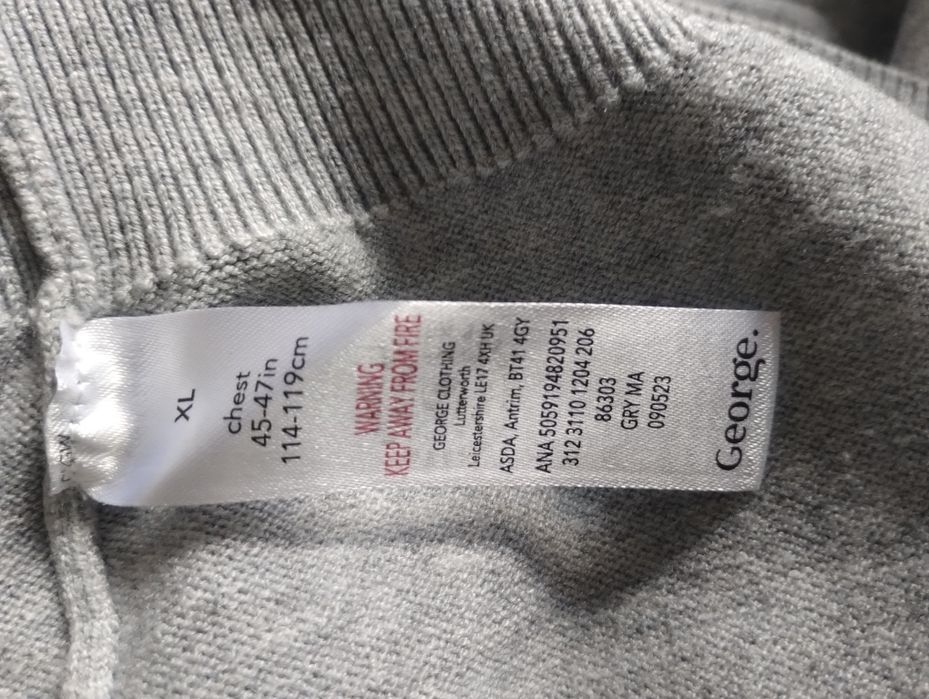 XL
chest
45-47in
114-119cm
WARNING
KEEP AWAY FROM FIRE
GEORGE CLOTHING
Lutterworth
Leicestershire LE17 4XH UK
ASDA, Antrim, BT41 4GY
ANA 5059194820951
312 3110 1204 206
86303
GRY MA
090523
George.